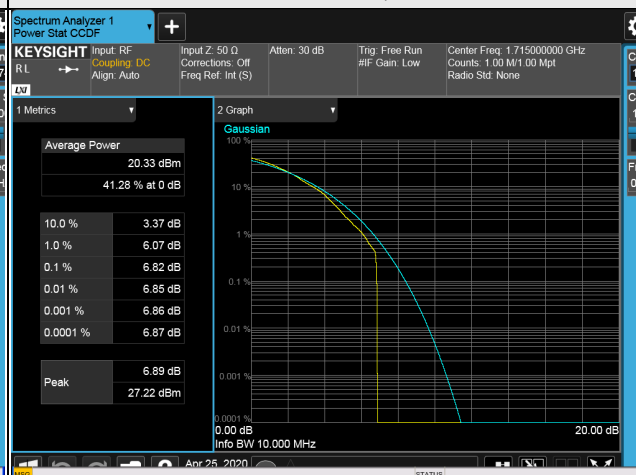 Spectrum Analyzer 1
Power Stat CCDF
KEYSIGHT
R L
LXI
Input: RF
Coupling: DC
Align: Auto
Input Z: 50 Ω
Corrections: Off
Freq Ref: Int (S)
Atten: 30 dB
Trig: Free Run
#IF Gain: Low
Center Freq: 1.715000000 GHz
Counts: 1.00 M/1.00 Mpt
Radio Std: None
1 Metrics
Average Power
20.33 dBm
41.28 % at 0 dB
10.0 % 3.37 dB
1.0 % 6.07 dB
0.1 % 6.82 dB
0.01 % 6.85 dB
0.001 % 6.86 dB
0.0001 % 6.87 dB
Peak
6.89 dB
27.22 dBm
2 Graph
Gaussian
100 %
10 %
1 %
0.1 %
0.01 %
0.001 %
0.0001 %
0.00 dB 20.00 dB
Info BW 10.000 MHz
Apr 25, 2020
MSG STATUS